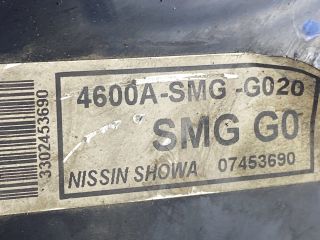 4600A-SMG -G020
SMG G0
NISSIN SHOWA 07453690
3302453690